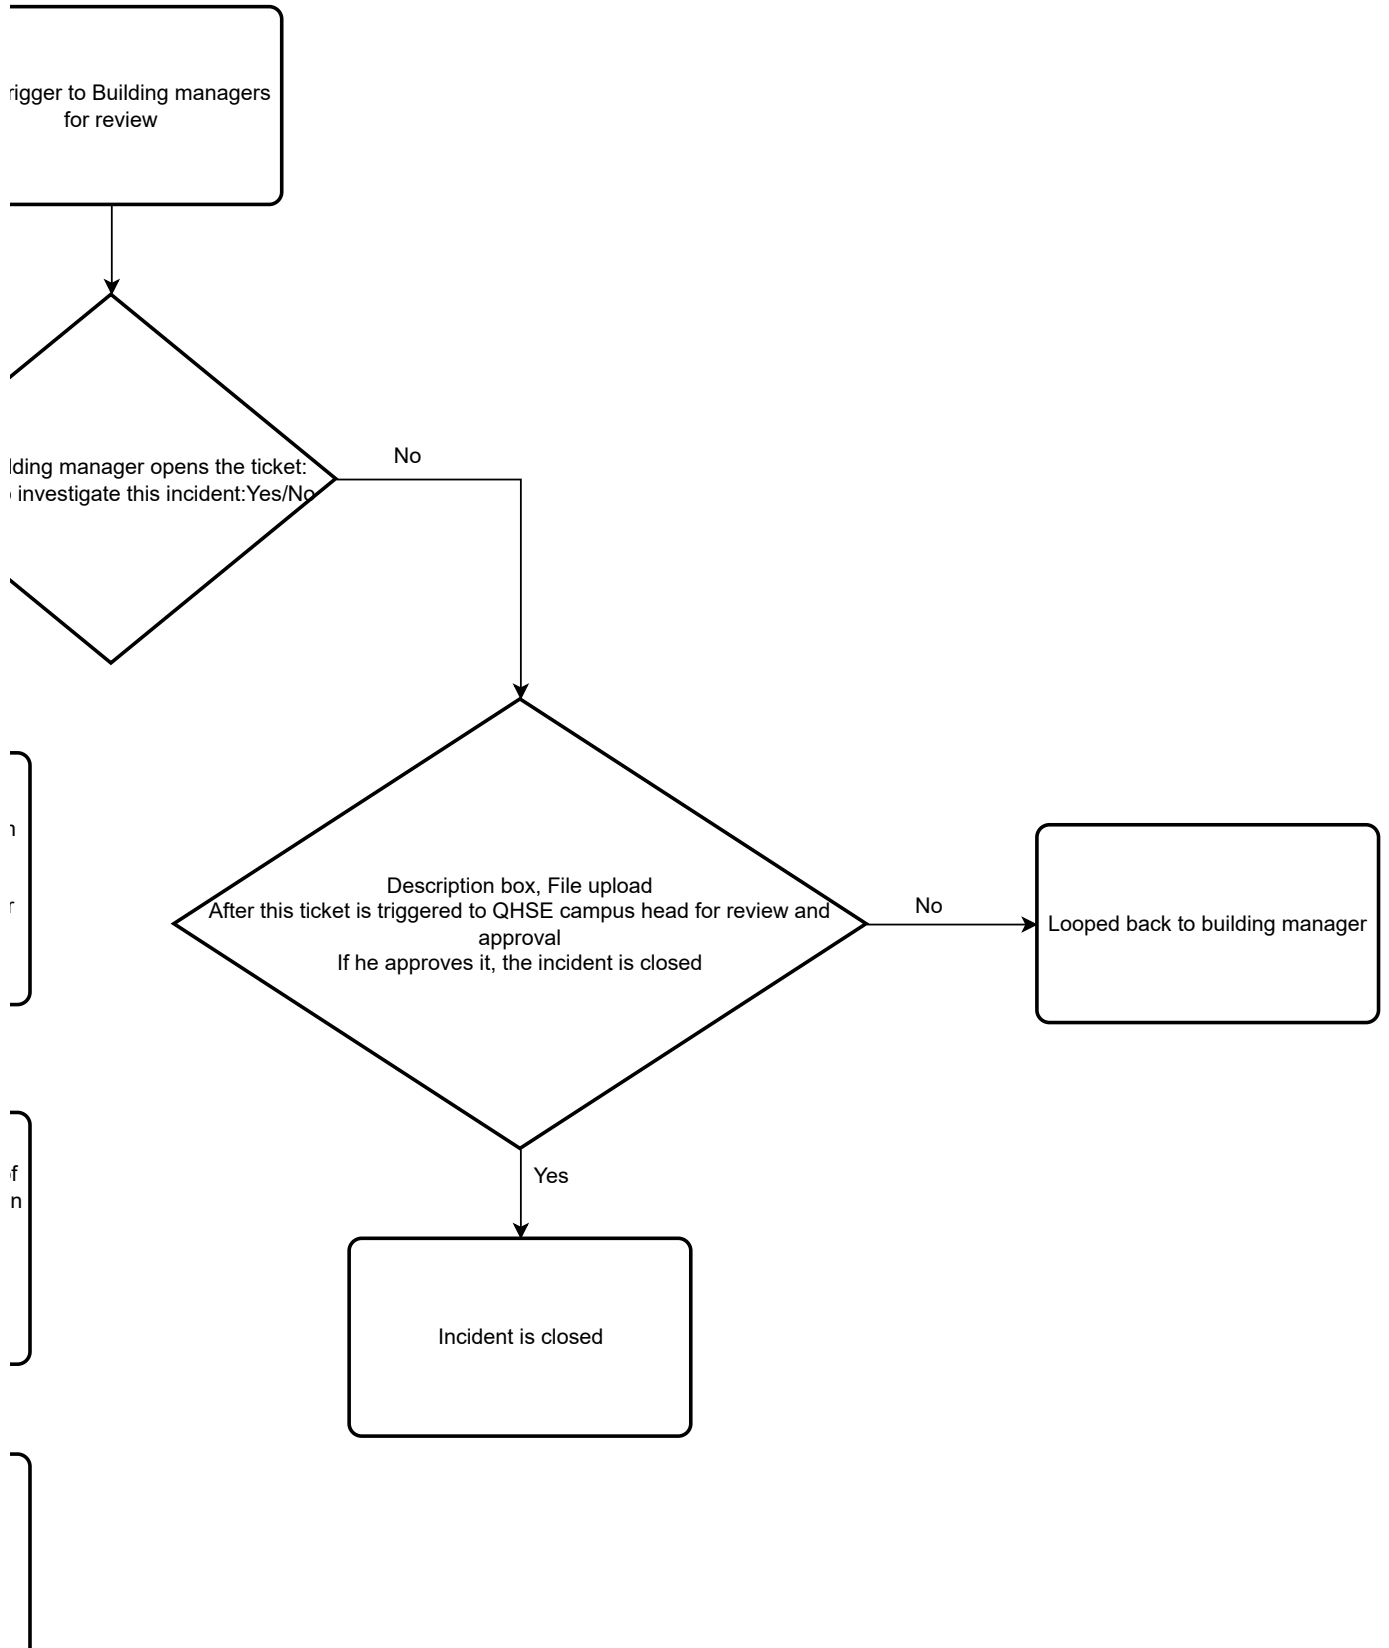 rigger to Building managers
for review
lding manager opens the ticket:
investigate this incident:Yes/No
No
n
r
Description box, File upload
After this ticket is triggered to QHSE campus head for review and
approval
If he approves it, the incident is closed
No
Looped back to building manager
Yes
of
n
Incident is closed